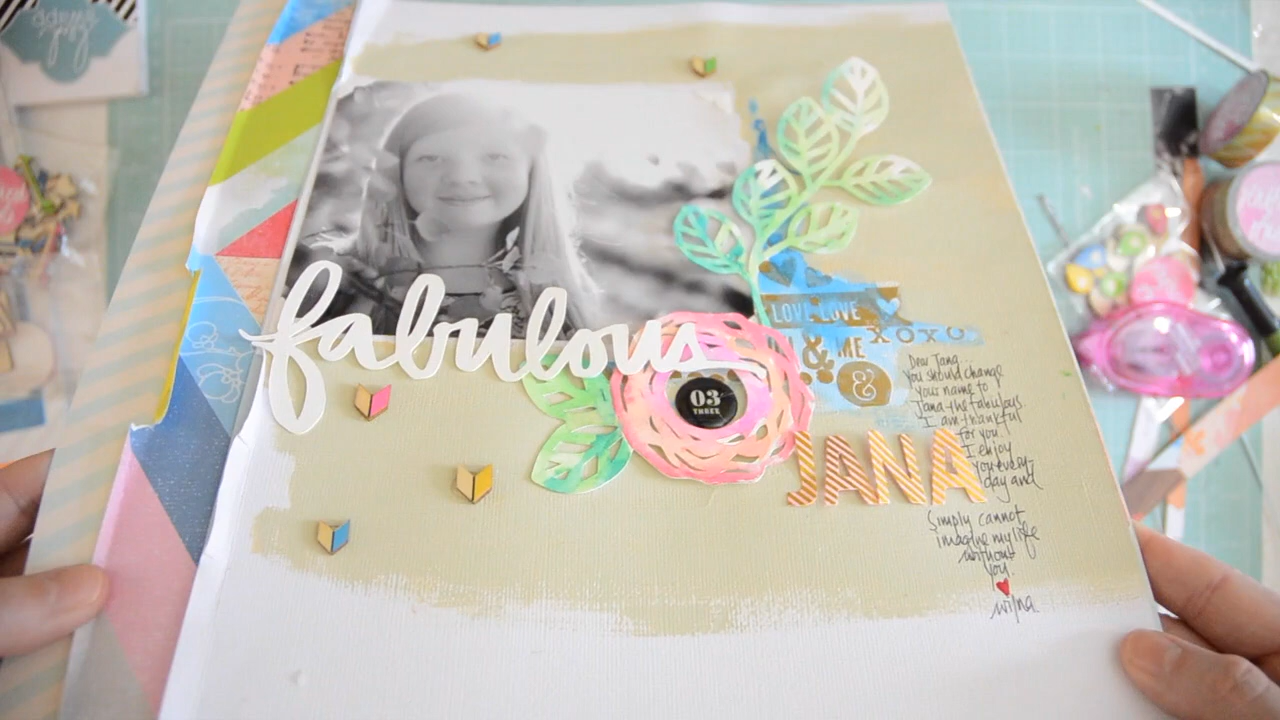 fabulous
LOVE LOVE
& ME
XOXO
&
03
THREE
JANA
Dear Jana...
You should change
your name to
Jana the fabulous.
I am thankful
for you.
I enjoy
you every-
day and
Simply cannot
imagine my life
without
you.
wilna